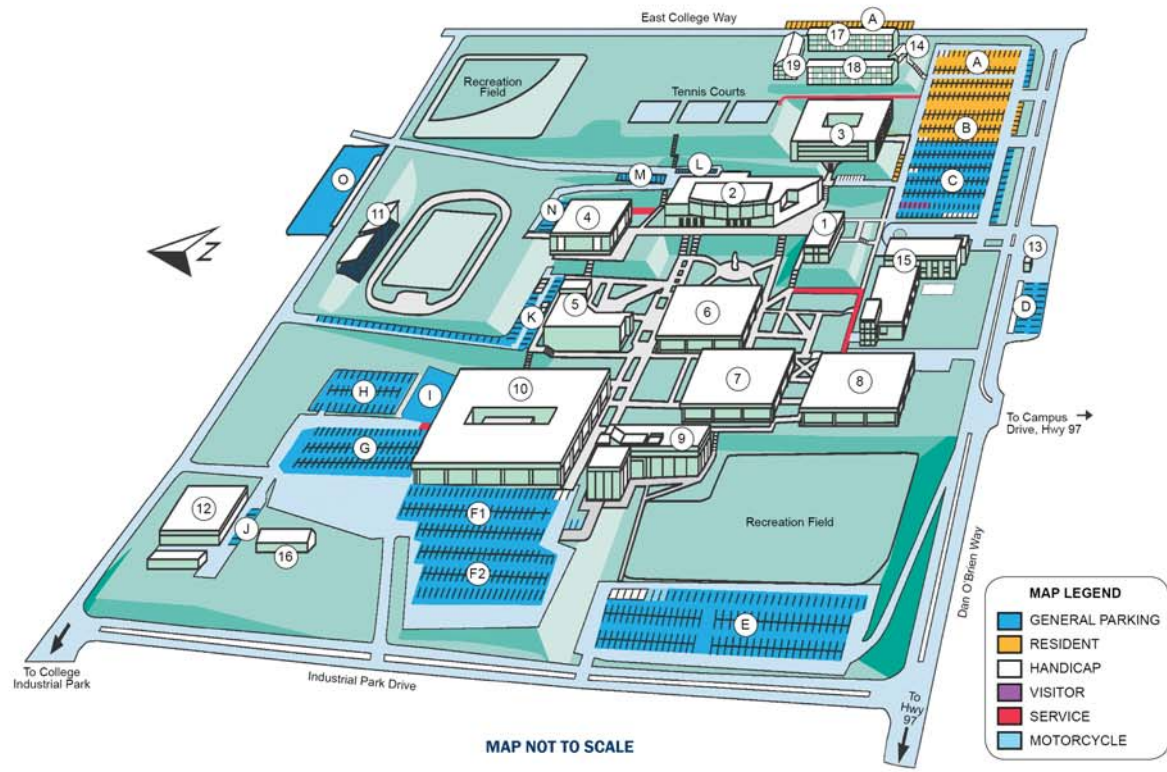 East College Way
A
17
14
19
18
A
Recreation
Field
Tennis Courts
3
B
O
M
L
C
2
11
N
4
1
13
15
Z
D
5
K
6
10
7
8
H
I
To Campus
Drive, Hwy 97
G
9
12
F1
J
16
Recreation Field
F2
E
Dan O'Brien Way
MAP LEGEND
GENERAL PARKING
RESIDENT
HANDICAP
VISITOR
SERVICE
MOTORCYCLE
To College
Industrial Park
Industrial Park Drive
To
Hwy
97
MAP NOT TO SCALE